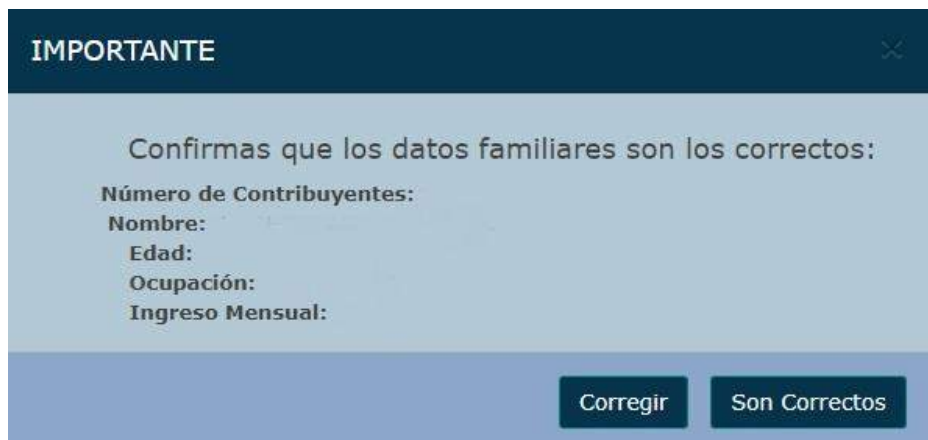 IMPORTANTE
Confirmas que los datos familiares son los correctos:
Número de Contribuyentes:
Nombre:
Edad:
Ocupación:
Ingreso Mensual:
Corregir
Son Correctos